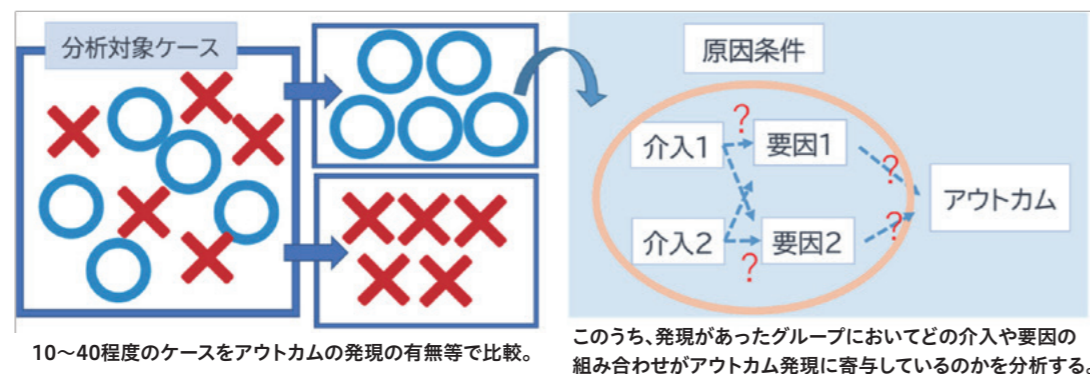 分析対象ケース
10～40程度のケースをアウトカムの発現の有無等で比較。
原因条件
介入1
?
要因1
?
アウトカム
介入2
?
要因2
?
このうち、発現があったグループにおいてどの介入や要因の
組み合わせがアウトカム発現に寄与しているのかを分析する。